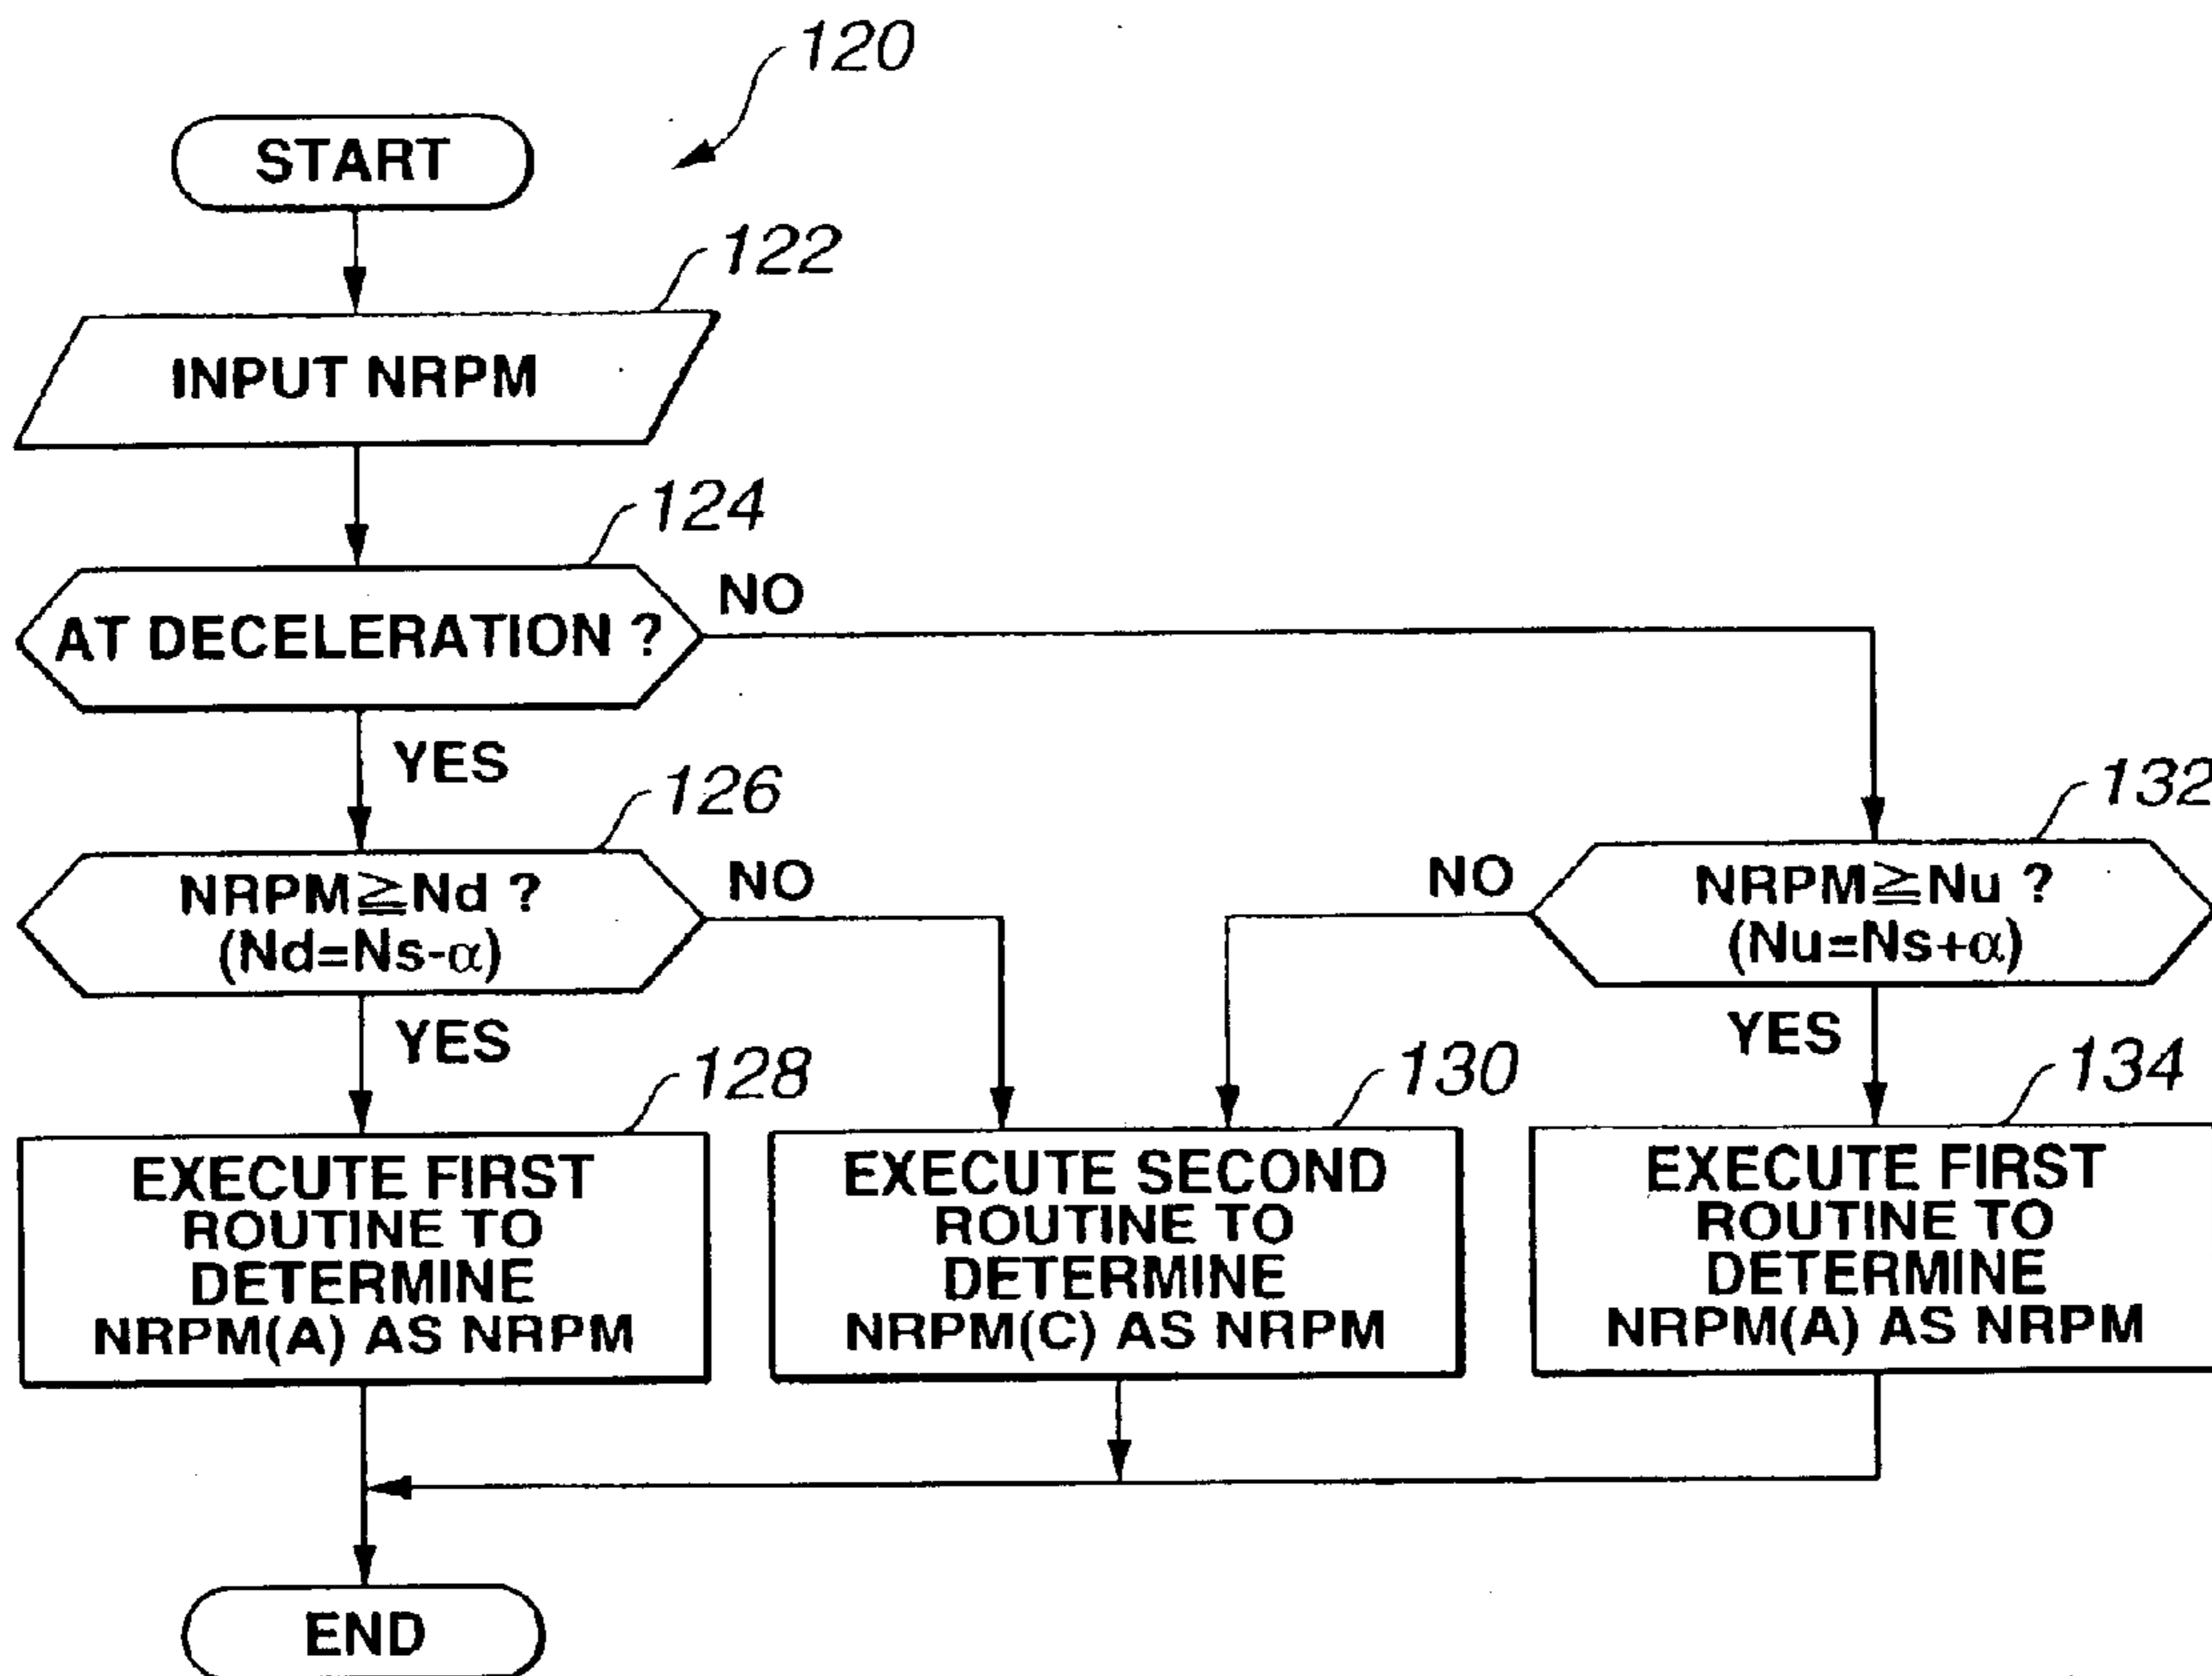 120
START
122
INPUT NRPM
124
AT DECELERATION ?
NO
YES
126
132
NRPM≧Nd ?
(Nd=Ns-α)
NO
NO
NRPM≧Nu ?
(Nu=Ns+α)
YES
YES
128
130
134
EXECUTE FIRST
ROUTINE TO
DETERMINE
NRPM(A) AS NRPM
EXECUTE SECOND
ROUTINE TO
DETERMINE
NRPM(C) AS NRPM
EXECUTE FIRST
ROUTINE TO
DETERMINE
NRPM(A) AS NRPM
END